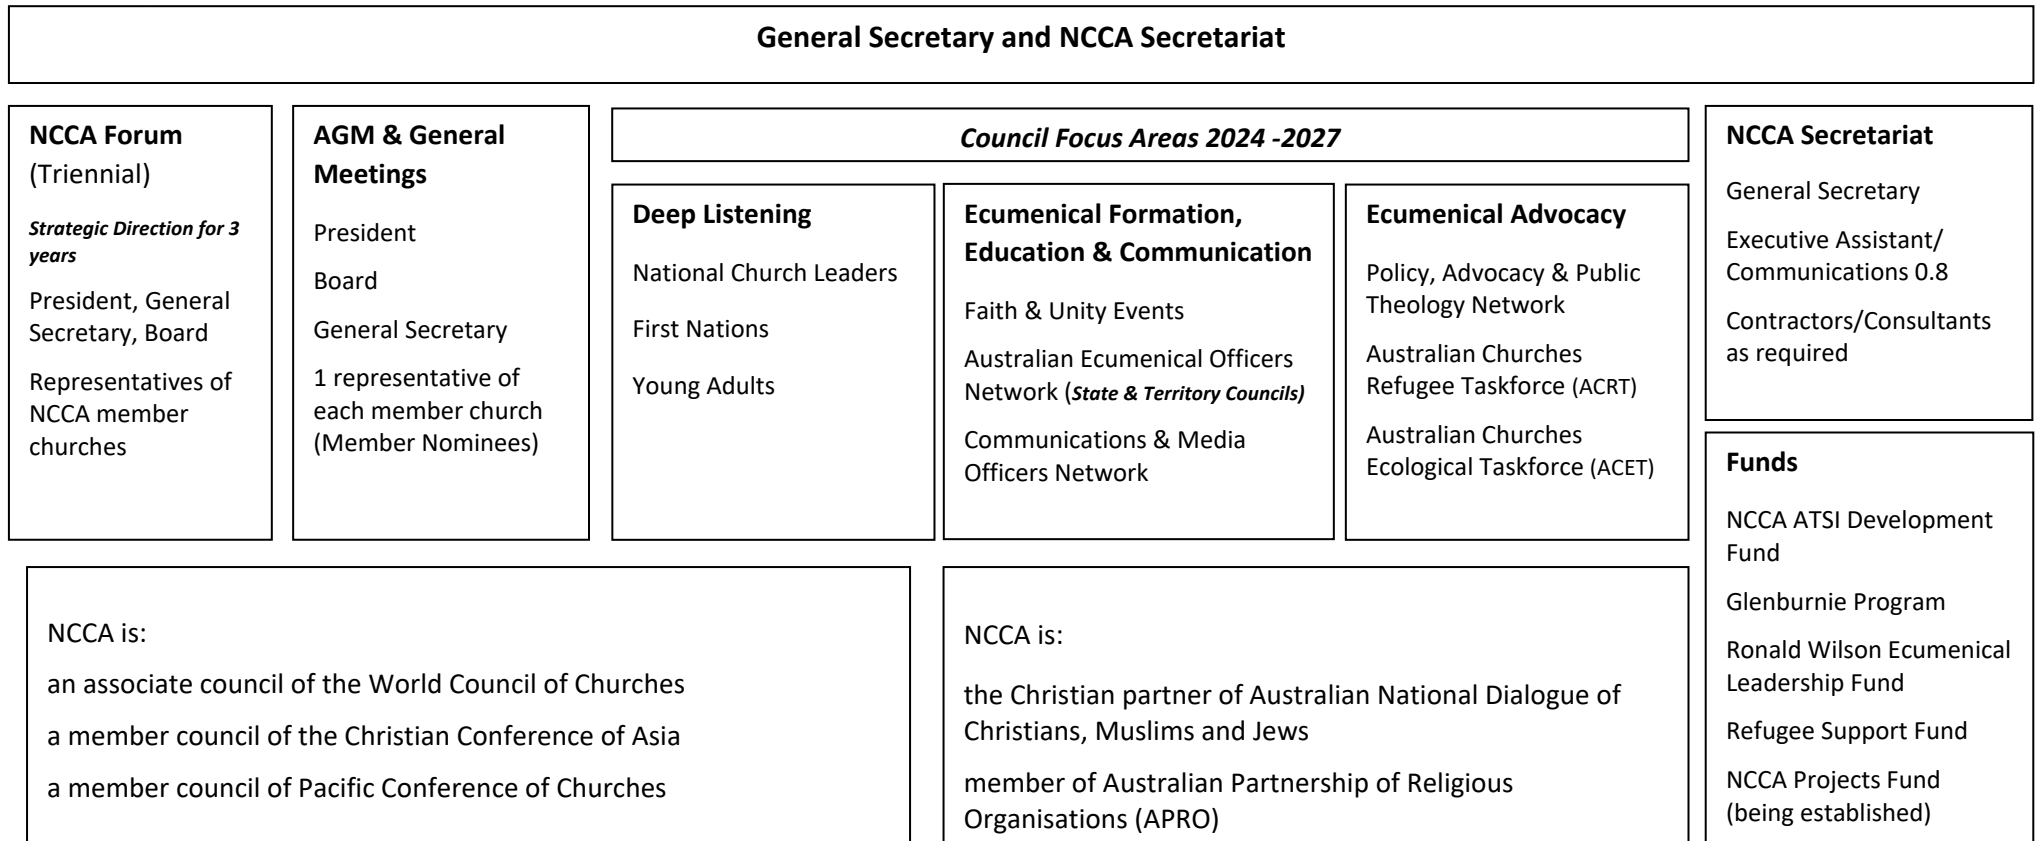 General Secretary and NCCA Secretariat
NCCA Forum
(Triennial)
Strategic Direction for 3
years
President, General
Secretary, Board
Representatives of
NCCA member
churches
AGM & General
Meetings
President
Board
General Secretary
1 representative of
each member church
(Member Nominees)
Council Focus Areas 2024 -2027
Deep Listening
National Church Leaders
First Nations
Young Adults
Ecumenical Formation,
Education & Communication
Faith & Unity Events
Australian Ecumenical Officers
Network (State & Territory Councils)
Communications & Media
Officers Network
Ecumenical Advocacy
Policy, Advocacy & Public
Theology Network
Australian Churches
Refugee Taskforce (ACRT)
Australian Churches
Ecological Taskforce (ACET)
NCCA Secretariat
General Secretary
Executive Assistant/
Communications 0.8
Contractors/Consultants
as required
Funds
NCCA ATSI Development
Fund
Glenburnie Program
Ronald Wilson Ecumenical
Leadership Fund
Refugee Support Fund
NCCA Projects Fund
(being established)
NCCA is:
an associate council of the World Council of Churches
a member council of the Christian Conference of Asia
a member council of Pacific Conference of Churches
NCCA is:
the Christian partner of Australian National Dialogue of
Christians, Muslims and Jews
member of Australian Partnership of Religious
Organisations (APRO)